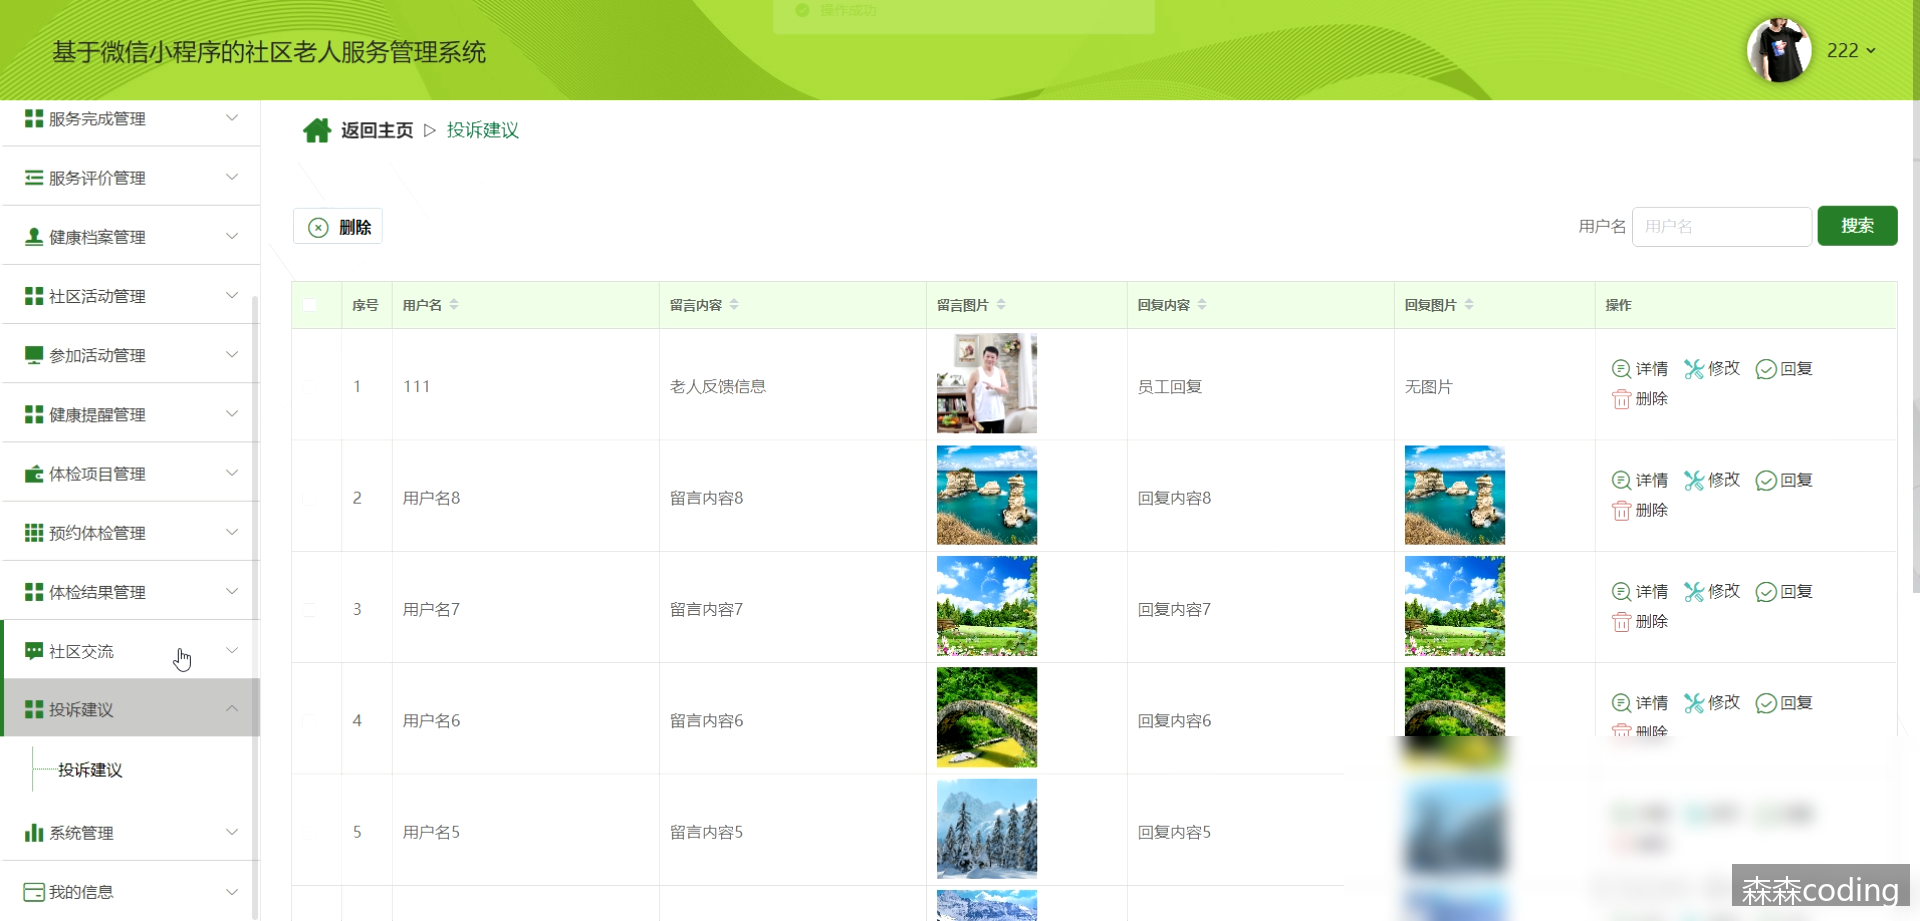 操作成功
基于微信小程序的社区老人服务管理系统
222
服务完成管理
服务评价管理
健康档案管理
社区活动管理
参加活动管理
健康提醒管理
体检项目管理
预约体检管理
体检结果管理
社区交流
投诉建议
投诉建议
系统管理
我的信息
返回主页 ▷ 投诉建议
删除
用户名 用户名 搜索
序号 用户名 留言内容 留言图片 回复内容 回复图片 操作
1 111 老人反馈信息 员工回复 无图片 详情 修改 回复
删除
2 用户名8 留言内容8 回复内容8 详情 修改 回复
删除
3 用户名7 留言内容7 回复内容7 详情 修改 回复
删除
4 用户名6 留言内容6 回复内容6 详情 修改 回复
删除
5 用户名5 留言内容5 回复内容5
森森coding